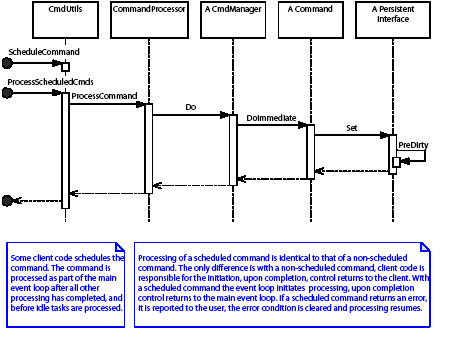 CmdUtils
CommandProcessor
A CmdManager
A Command
A Persistent
Interface
ScheduleCommand
ProcessScheduledCmds
ProcessCommand
Do
DoImmediate
Set
PreDirty
Some client code schedules the
command. The command is
processed as part of the main
event loop after all other
processing has completed, and
before idle tasks are processed.
Processing of a scheduled command is identical to that of a non-scheduled
command. The only difference is with a non-scheduled command, client code is
responsible for the initiation, upon completion, control returns to the client. With
a scheduled command the event loop initiates processing, upon completion
control returns to the main event loop. If a scheduled command returns an error,
it is reported to the user, the error condition is cleared and processing resumes.